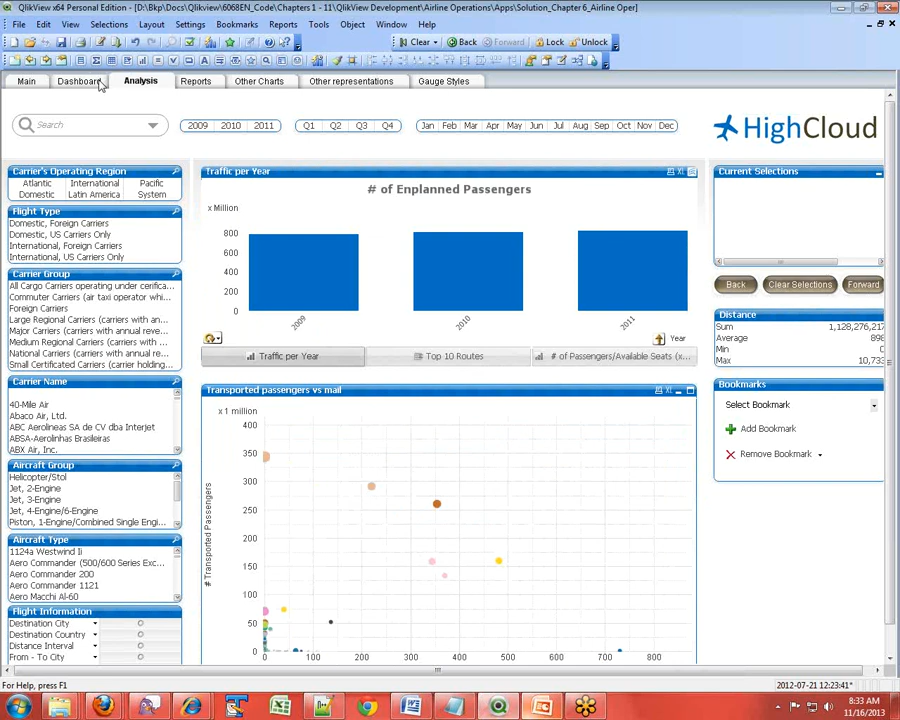 QlikView x64 Personal Edition - [D:\Bkp\Docs\Qlikview\6068EN_Code\Chapters 1 - 11\QlikView Development\Airline Operations\Apps\Solution_Chapter 6_Airline Oper]
File Edit View Selections Layout Settings Bookmarks Reports Tools Object Window Help
Clear Back Forward Lock Unlock
Main Dashboard Analysis Reports Other Charts Other representations Gauge Styles
Search
2009 2010 2011
Q1 Q2 Q3 Q4
Jan Feb Mar Apr May Jun Jul Aug Sep Oct Nov Dec
HighCloud
Carrier's Operating Region
Atlantic International Pacific
Domestic Latin America System
Flight Type
Domestic, Foreign Carriers
Domestic, US Carriers Only
International, Foreign Carriers
International, US Carriers Only
Carrier Group
All Cargo Carriers operating under certifica...
Commuter Carriers (air taxi operator whi...
Foreign Carriers
Large Regional Carriers (carriers with an...
Major Carriers (carriers with annual reve...
Medium Regional Carriers (carriers with ...
National Carriers (carriers with annual re...
Small Certificated Carriers (carrier holding...
Carrier Name
40-Mile Air
Abaco Air, Ltd.
ABC Aerolineas SA de CV dba Interjet
ABSA-Aerolinhas Brasileiras
ABX Air, Inc.
Aircraft Group
Helicopter/Stol
Jet, 2-Engine
Jet, 3-Engine
Jet, 4-Engine/6-Engine
Piston, 1-Engine/Combined Single Engi...
Aircraft Type
1124a Westwind Ii
Aero Commander (500/600 Series Exc...
Aero Commander 200
Aero Commander 1121
Aero Macchi Al-60
Flight Information
Destination City
Destination Country
Distance Interval
From - To City
Traffic per Year XL
# of Enplanned Passengers
x Million
800
600
400
200
0
2009 2010 2011
Year
Traffic per Year Top 10 Routes # of Passengers/Available Seats (x...
Transported passengers vs mail XL
x 1 million
400
350
300
250
200
150
100
50
0
# Transported Passengers
0 100 200 300 400 500 600 700 800
Current Selections
Back Clear Selections Forward
Distance
Sum 1,128,276,217
Average 898
Min 0
Max 10,733
Bookmarks
Select Bookmark
Add Bookmark
Remove Bookmark
For Help, press F1
2012-07-21 12:23:41*
8:33 AM
11/16/2013